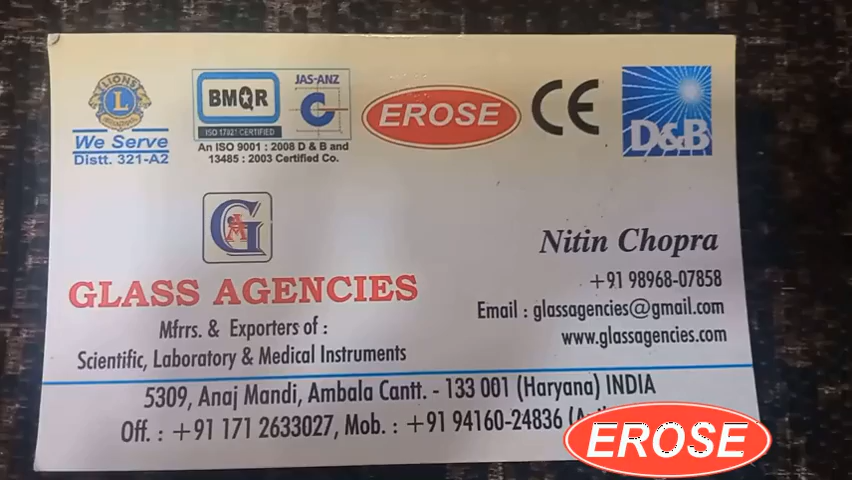 LIONS
L
INTERNATIONAL
We Serve
Distt. 321-A2
BMQR
ISO 17021 CERTIFIED
JAS-ANZ
An ISO 9001 : 2008 D & B and
13485 : 2003 Certified Co.
EROSE
CE
D&B
GAM
GLASS AGENCIES
Mfrrs. & Exporters of :
Scientific, Laboratory & Medical Instruments
Nitin Chopra
+91 98968-07858
Email : glassagencies@gmail.com
www.glassagencies.com
5309, Anaj Mandi, Ambala Cantt. - 133 001 (Haryana) INDIA
Off. : +91 171 2633027, Mob. : +91 94160-24836
EROSE